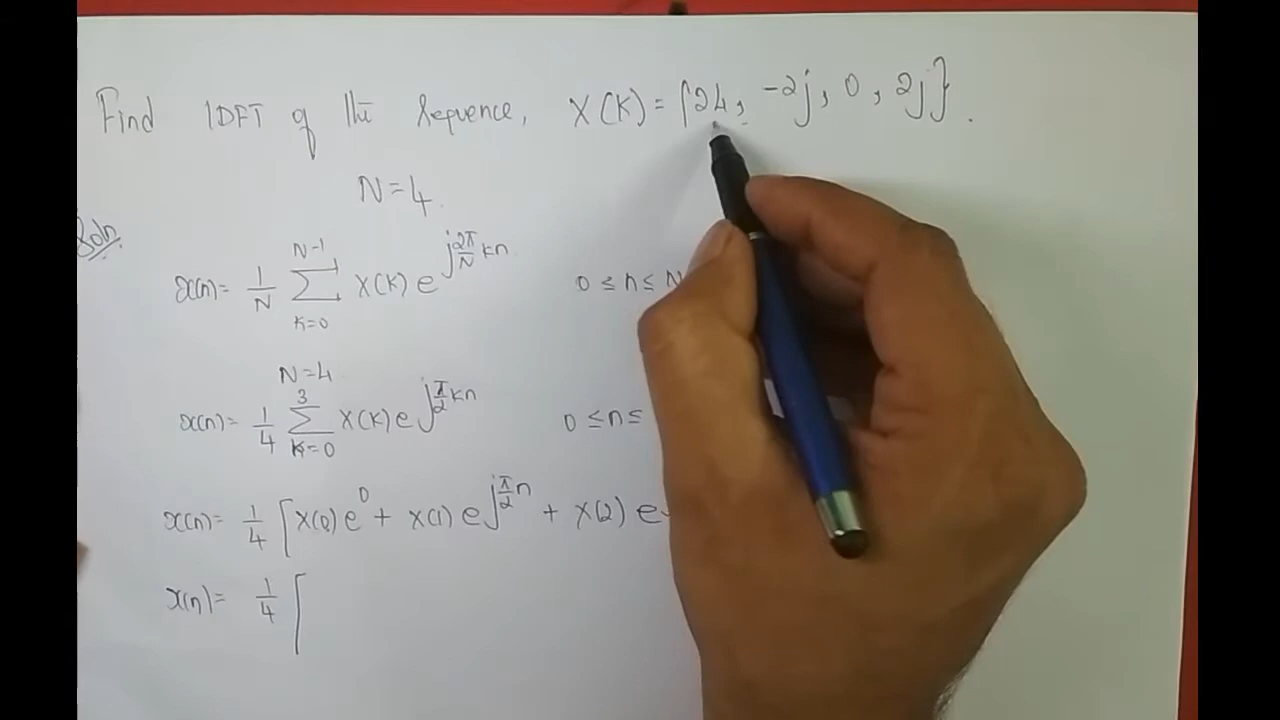 Find IDFT of the sequence, X(K) = {24, -2j, 0, 2j}.
N=4.
Soln.
x(n) = 1/N Σ_{K=0}^{N-1} X(K) e^{j 2π/N kn} 0 ≤ n ≤ N
N=4
x(n) = 1/4 Σ_{K=0}^{3} X(K) e^{j π/2 kn} 0 ≤ n ≤
x(n) = 1/4 [X(0) e^0 + X(1) e^{j π/2 n} + X(2) e
x(n) = 1/4 [